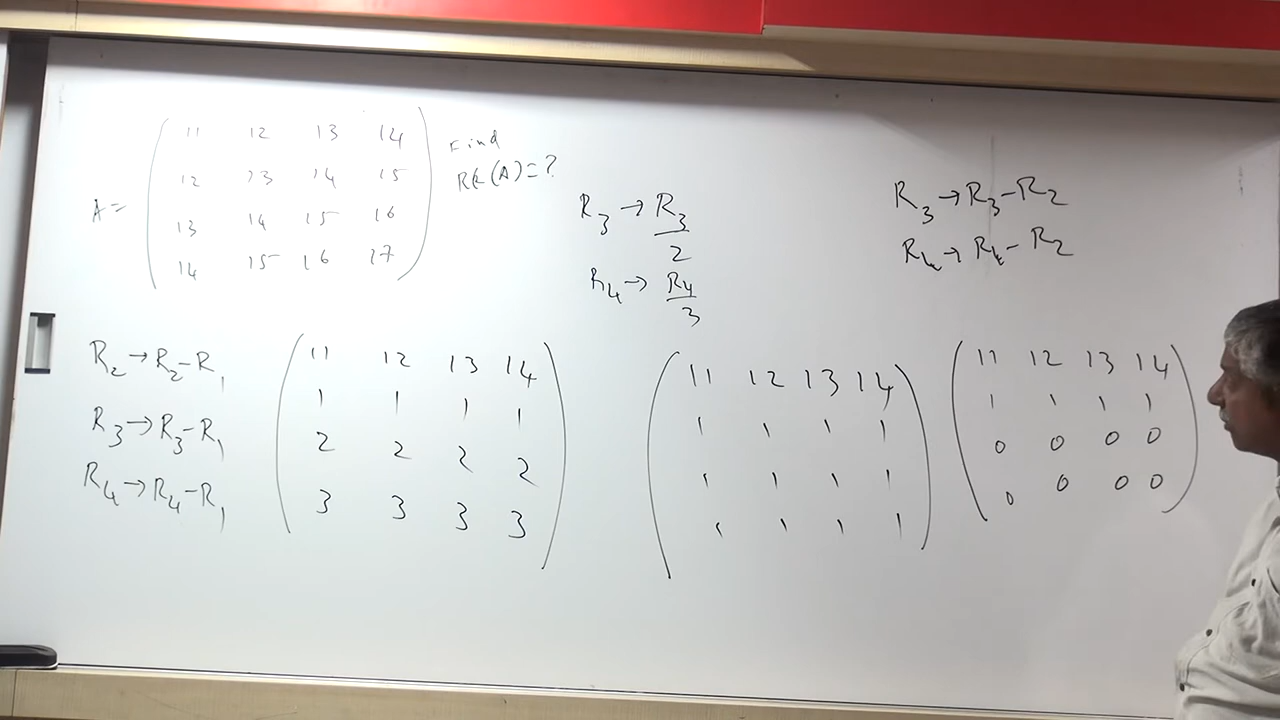 A = ( 11 12 13 14
12 13 14 15
13 14 15 16
14 15 16 17 )
Find
Rk(A)=?
R2 → R2-R1
R3 → R3-R1
R4 → R4-R1
( 11 12 13 14
1 1 1 1
2 2 2 2
3 3 3 3 )
R3 → R3/2
R4 → R4/3
( 11 12 13 14
1 1 1 1
1 1 1 1
1 1 1 1 )
R3 → R3-R2
R4 → R4-R2
( 11 12 13 14
1 1 1 1
0 0 0 0
0 0 0 0 )